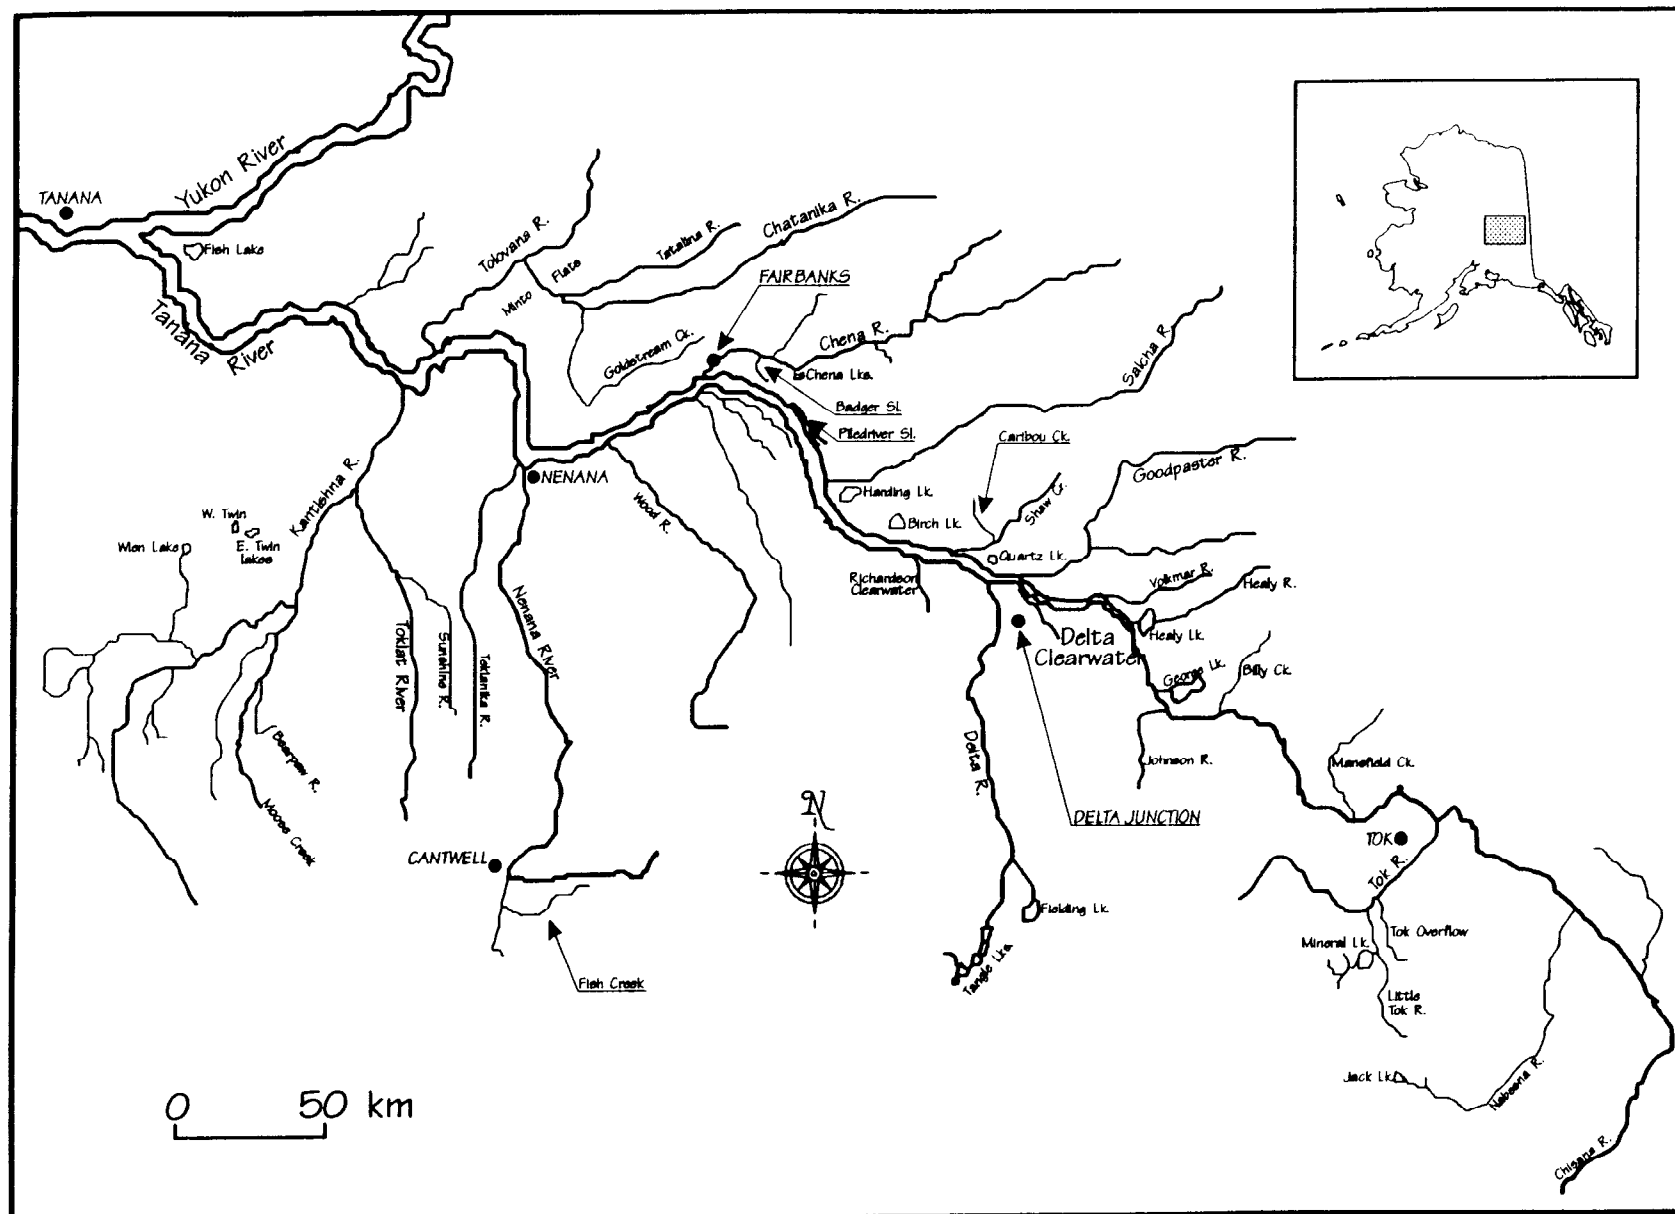 Yukon River
TANANA
Fish Lake
Tanana
River
Tolovana R.
Minto
Flats
Tatalina R.
Chatanika R.
FAIRBANKS
Goldstream Ck.
Chena R.
Chena Lks.
Badger Sl.
Piledriver Sl.
Salcha R.
Caribou Ck.
Goodpaster R.
Shaw Cr.
Harding Lk.
Birch Lk.
Quartz Lk.
NENANA
Wood R.
Kantishna R.
W. Twin
E. Twin
Lakes
Wien Lake
Richardson
Clearwater
Volkmar R.
Healy R.
Healy Lk.
Delta
Clearwater
George Lk.
Billy Ck.
Toklat River
Sunshine R.
Teklanika R.
Nenana River
Bearpaw R.
Moose Creek
Delta R.
Johnson R.
Mansfield Ck.
DELTA JUNCTION
CANTWELL
N
TOK
Tok R.
Fielding Lk.
Tangle Lks.
Tok Overflow
Mineral Lk.
Little
Tok R.
Fish Creek
Jack Lk.
Nabesna R.
Chisana R.
0 50 km